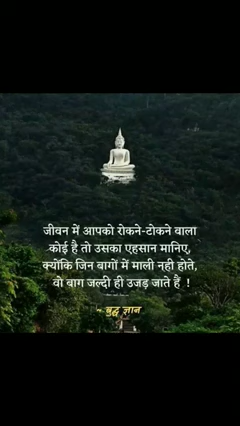 जीवन में आपको रोकने-टोकने वाला
कोई है तो उसका एहसान मानिए,
क्योंकि जिन बागों में माली नही होते,
वो बाग जल्दी ही उजड़ जाते हैं !
~ बुद्ध ज्ञान